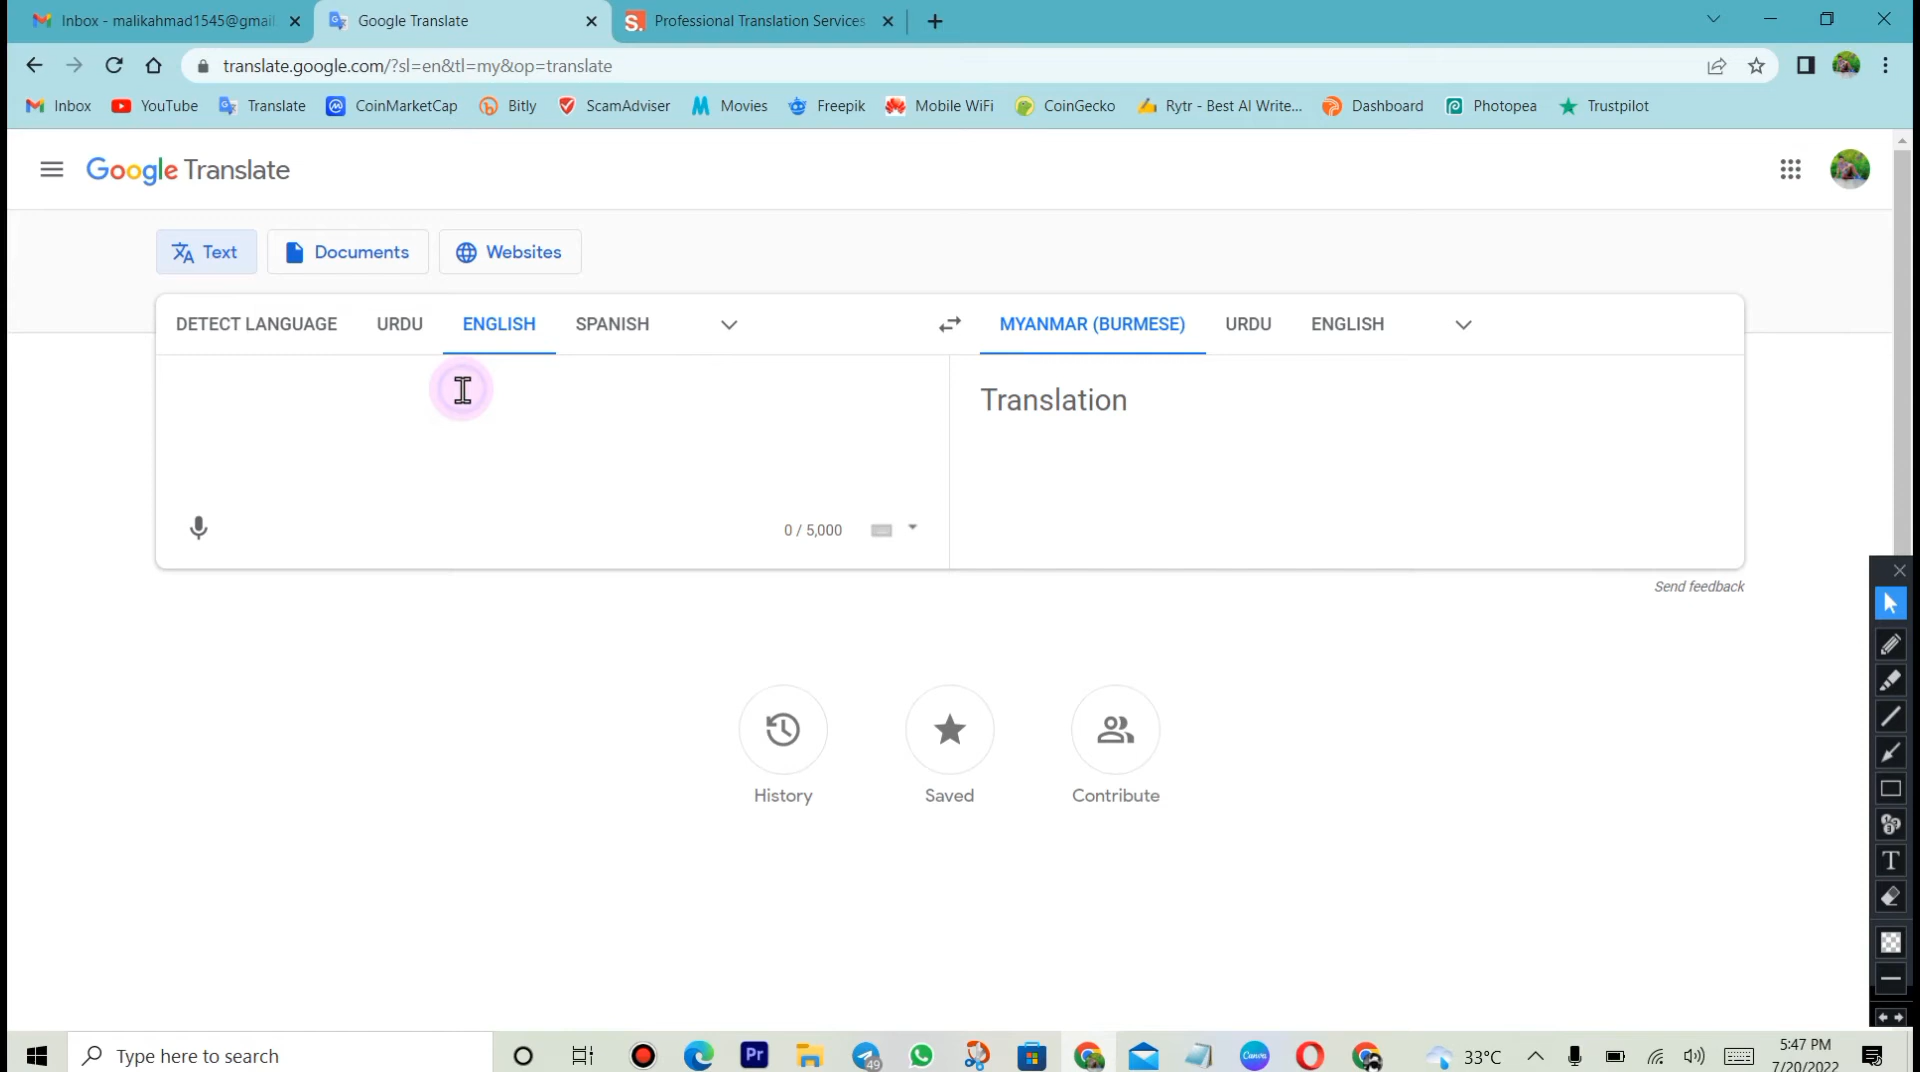 Inbox - malikahmad1545@gmail
Google Translate
S. Professional Translation Services
translate.google.com/?sl=en&tl=my&op=translate
Inbox YouTube Translate CoinMarketCap Bitly ScamAdviser Movies Freepik Mobile WiFi CoinGecko Rytr - Best AI Write... Dashboard Photopea Trustpilot
Google Translate
Text Documents Websites
DETECT LANGUAGE URDU ENGLISH SPANISH MYANMAR (BURMESE) URDU ENGLISH
Translation
0 / 5,000
Send feedback
History Saved Contribute
T
Type here to search
Pr
49
Canva
33°C
5:47 PM
7/20/2022